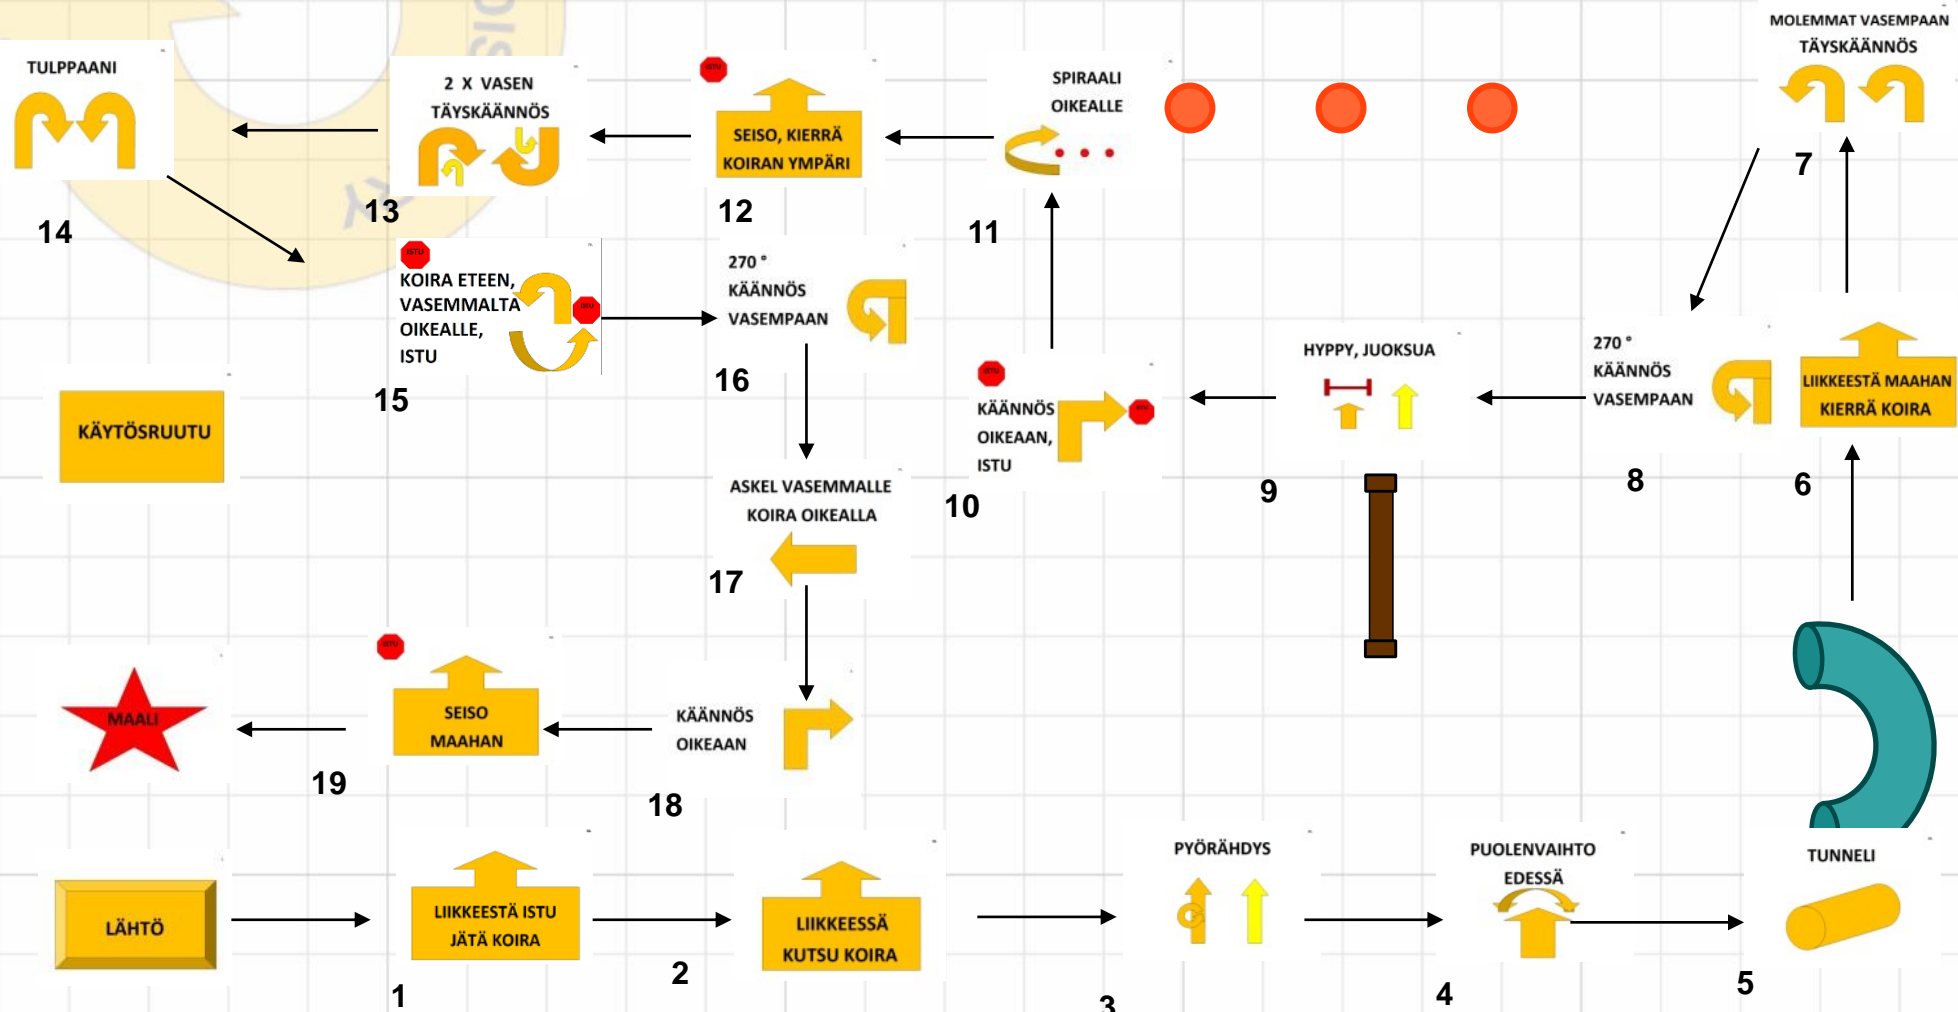 MOLEMMAT VASEMPAAN
TÄYSKÄÄNNÖS
7
TULPPAANI
14
2 X VASEN
TÄYSKÄÄNNÖS
13
SEISO, KIERRÄ
KOIRAN YMPÄRI
12
SPIRAALI
OIKEALLE
11
ISTU
KOIRA ETEEN,
VASEMMALTA
OIKEALLE,
ISTU
15
270 °
KÄÄNNÖS
VASEMPAAN
16
KÄÄNNÖS
OIKEAAN,
ISTU
10
HYPPY, JUOKSUA
9
270 °
KÄÄNNÖS
VASEMPAAN
8
LIIKKEESTÄ MAAHAN
KIERRÄ KOIRA
6
KÄYTÖSRUUTU
ASKEL VASEMMALLE
KOIRA OIKEALLA
17
MAALI
SEISO
MAAHAN
19
KÄÄNNÖS
OIKEAAN
18
LÄHTÖ
LIIKKEESTÄ ISTU
JÄTÄ KOIRA
1
LIIKKEESSÄ
KUTSU KOIRA
2
PYÖRÄHDYS
3
PUOLENVAIHTO
EDESSÄ
4
TUNNELI
5